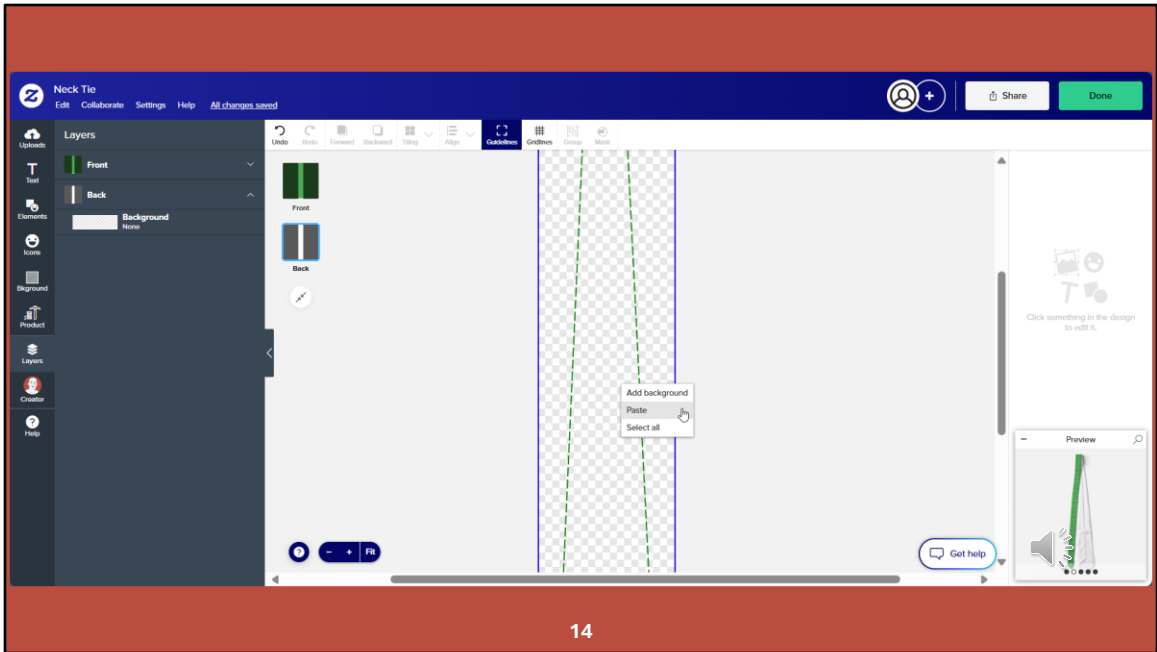 Neck Tie
Edit Collaborate Settings Help All changes saved
Share
Done
Uploads
Text
Elements
Icons
Bkground
Product
Layers
Creator
Help
Layers
Front
Back
Background
None
Undo Redo Forward Backward Tiling Align Guidelines Gridlines Group Mask
Front
Back
Add background
Paste
Select all
Click something in the design
to edit it.
Preview
? - + Fit
Get help
14